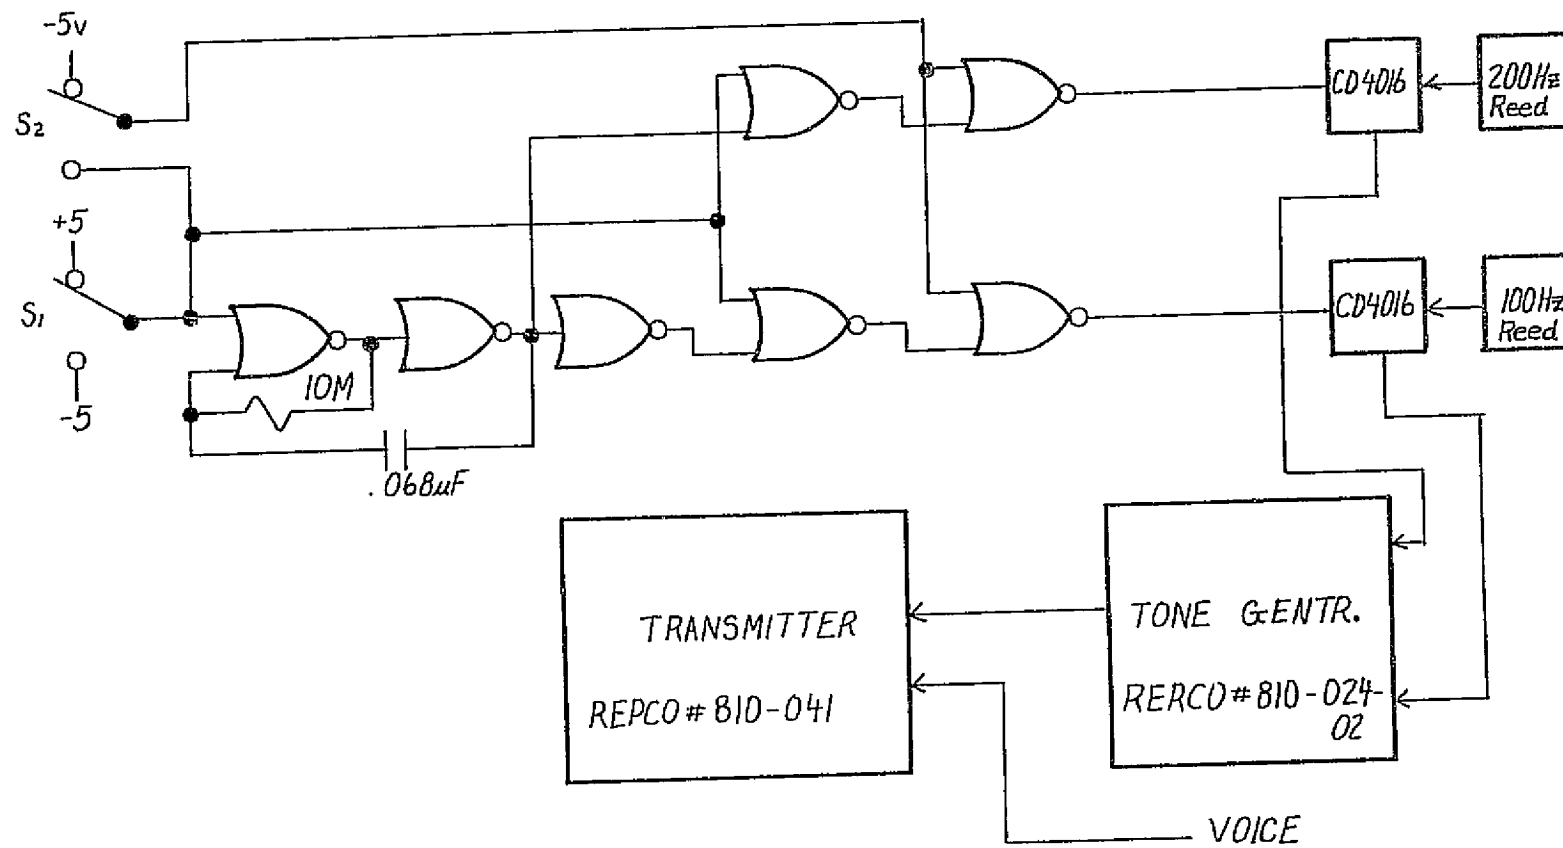 -5v
S2
+5
S1
-5
10M
.068µF
CD4016
200Hz
Reed
CD4016
100Hz
Reed
TRANSMITTER
REPCO # 810-041
TONE GENTR.
RERCO # 810-024-
02
VOICE